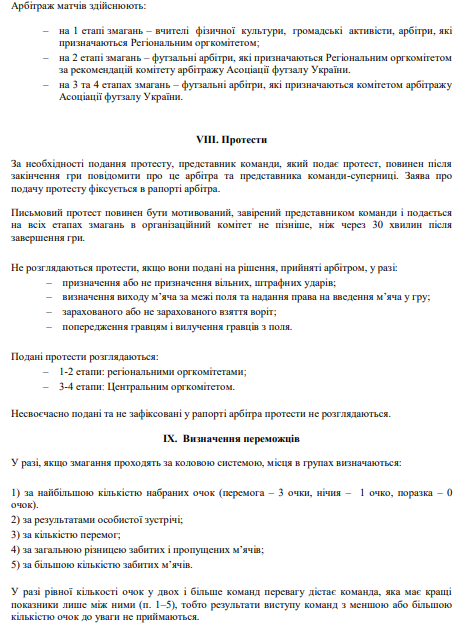 Арбітраж матчів здійснюють:
– на 1 етапі змагань – вчителі фізичної культури, громадські активісти, арбітри, які
призначаються Регіональним оргкомітетом;
– на 2 етапі змагань – футзальні арбітри, які призначаються Регіональним оргкомітетом
за рекомендацій комітету арбітражу Асоціації футзалу України.
– на 3 та 4 етапах змагань – футзальні арбітри, які призначаються комітетом арбітражу
Асоціації футзалу України.
VIII. Протести
За необхідності подання протесту, представник команди, який подає протест, повинен після
закінчення гри повідомити про це арбітра та представника команди-суперниці. Заява про
подачу протесту фіксується в рапорті арбітра.
Письмовий протест повинен бути мотивований, завірений представником команди і подається
на всіх етапах змагань в організаційний комітет не пізніше, ніж через 30 хвилин після
завершення гри.
Не розглядаються протести, якщо вони подані на рішення, прийняті арбітром, у разі:
– призначення або не призначення вільних, штрафних ударів;
– визначення виходу м’яча за межі поля та надання права на введення м’яча у гру;
– зарахованого або не зарахованого взяття воріт;
– попередження гравцям і вилучення гравців з поля.
Подані протести розглядаються:
– 1-2 етапи: регіональними оргкомітетами;
– 3-4 етапи: Центральним оргкомітетом.
Несвоєчасно подані та не зафіксовані у рапорті арбітра протести не розглядаються.
IX. Визначення переможців
У разі, якщо змагання проходять за коловою системою, місця в групах визначаються:
1) за найбільшою кількістю набраних очок (перемога – 3 очки, нічия – 1 очко, поразка – 0
очок).
2) за результатами особистої зустрічі;
3) за кількістю перемог;
4) за загальною різницею забитих і пропущених м’ячів;
5) за більшою кількістю забитих м’ячів.
У разі рівної кількості очок у двох і більше команд перевагу дістає команда, яка має кращі
показники лише між ними (п. 1–5), тобто результати виступу команд з меншою або більшою
кількістю очок до уваги не приймаються.